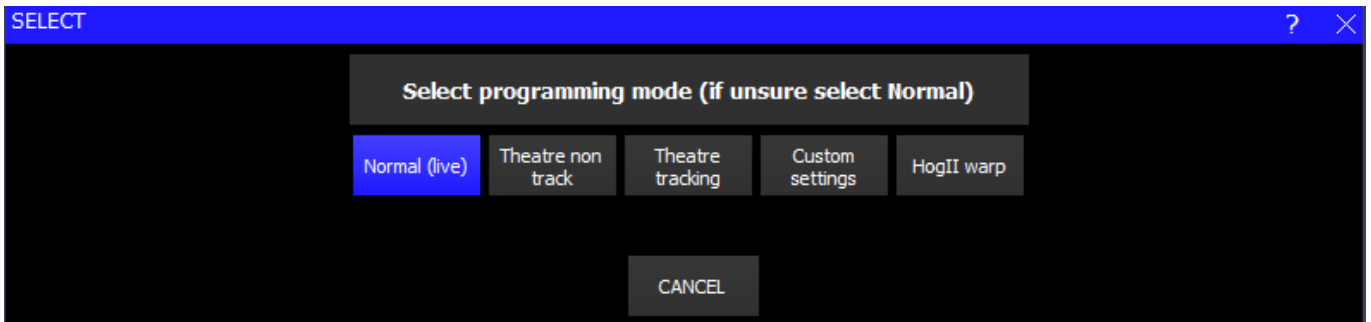 SELECT
?
Select programming mode (if unsure select Normal)
Normal (live)
Theatre non
track
Theatre
tracking
Custom
settings
HogII warp
CANCEL